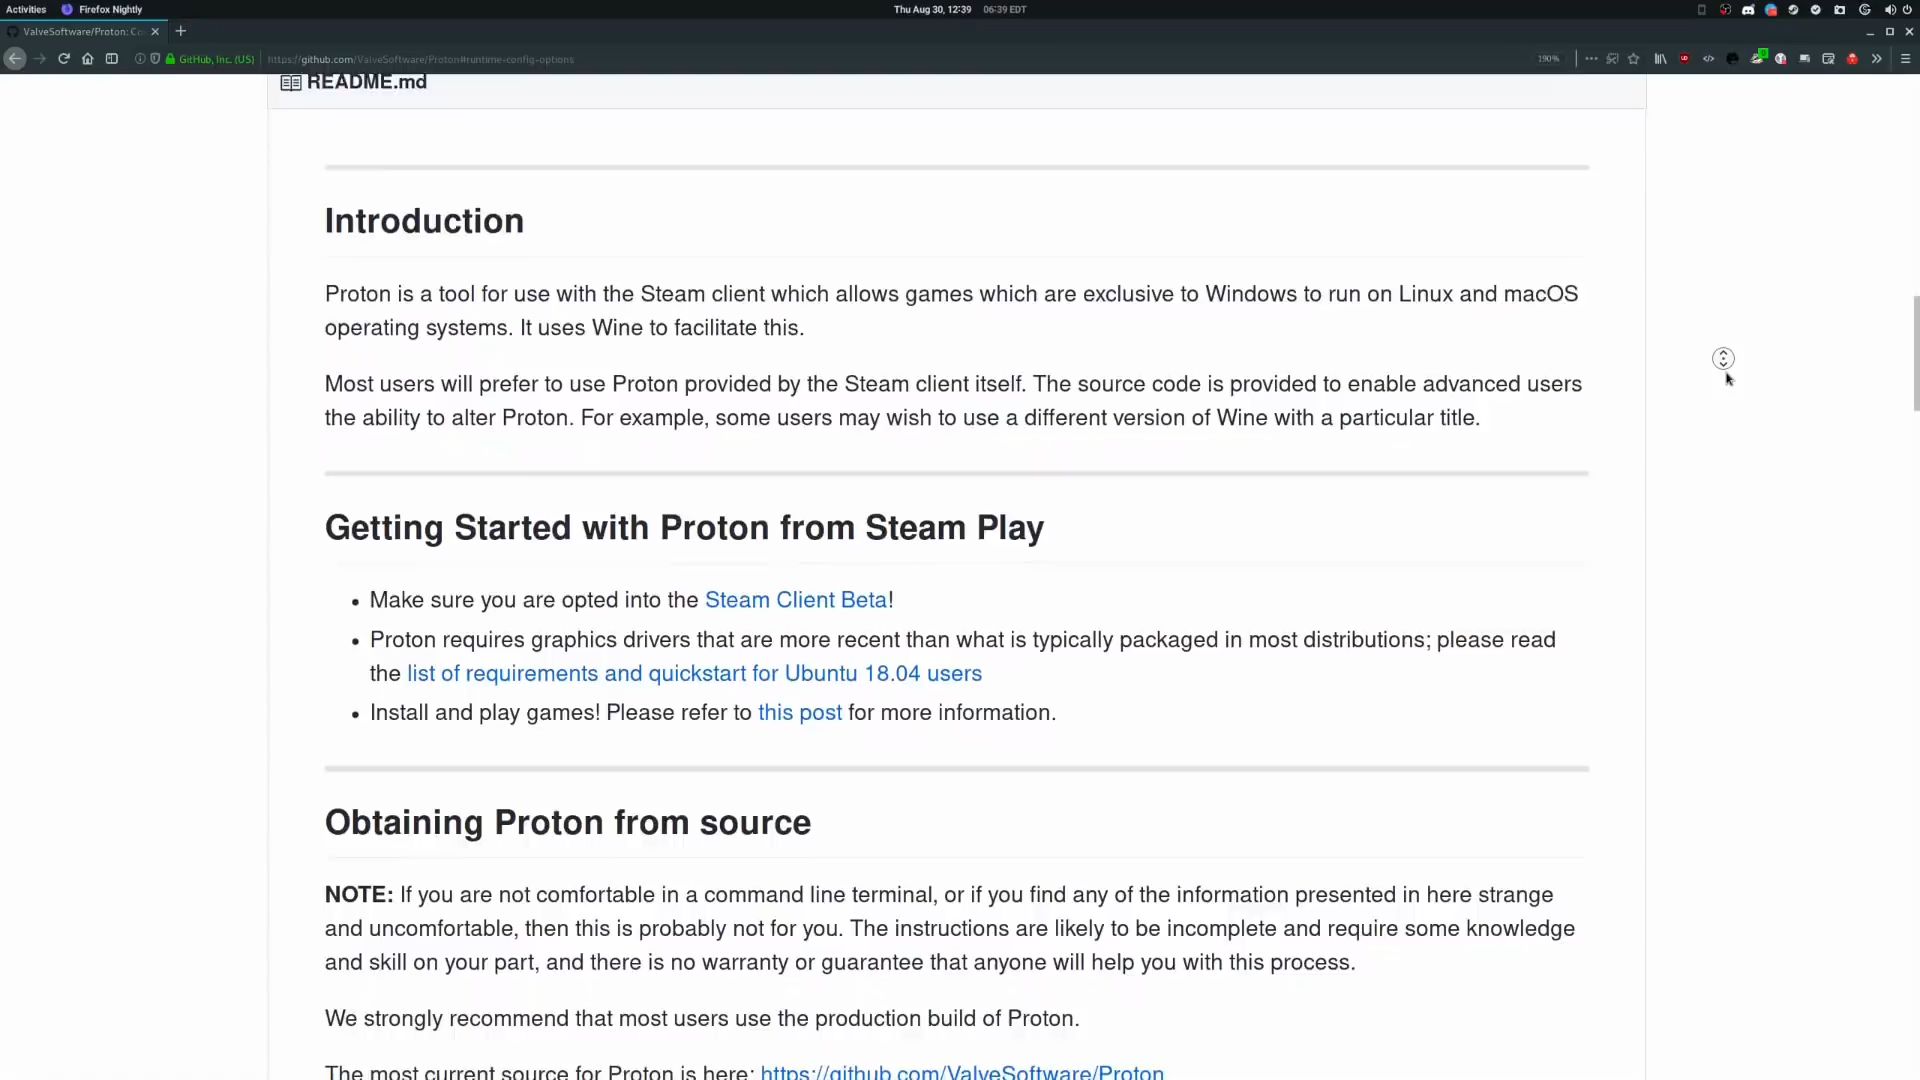 Activities Firefox Nightly Thu Aug 30, 12:39 06:39 EDT
ValveSoftware/Proton: Co
GitHub, Inc. (US) https://github.com/ValveSoftware/Proton#runtime-config-options 190%
README.md
Introduction
Proton is a tool for use with the Steam client which allows games which are exclusive to Windows to run on Linux and macOS
operating systems. It uses Wine to facilitate this.
Most users will prefer to use Proton provided by the Steam client itself. The source code is provided to enable advanced users
the ability to alter Proton. For example, some users may wish to use a different version of Wine with a particular title.
Getting Started with Proton from Steam Play
• Make sure you are opted into the Steam Client Beta!
• Proton requires graphics drivers that are more recent than what is typically packaged in most distributions; please read
the list of requirements and quickstart for Ubuntu 18.04 users
• Install and play games! Please refer to this post for more information.
Obtaining Proton from source
NOTE: If you are not comfortable in a command line terminal, or if you find any of the information presented in here strange
and uncomfortable, then this is probably not for you. The instructions are likely to be incomplete and require some knowledge
and skill on your part, and there is no warranty or guarantee that anyone will help you with this process.
We strongly recommend that most users use the production build of Proton.
The most current source for Proton is here: https://github.com/ValveSoftware/Proton